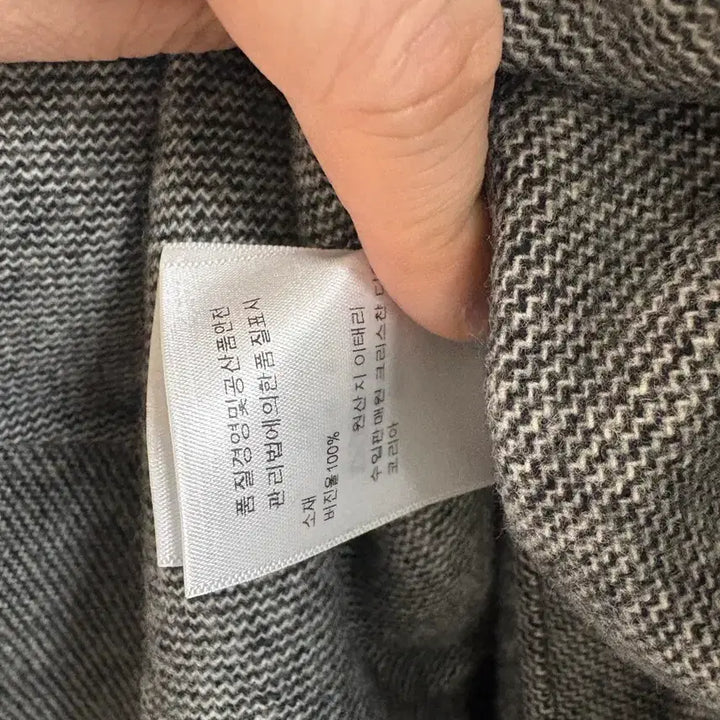 품질경영및공산품안전
관리법에의한품질표시
소재
버진울100%
원산지 이태리
수입판매원 크리스찬
코리아